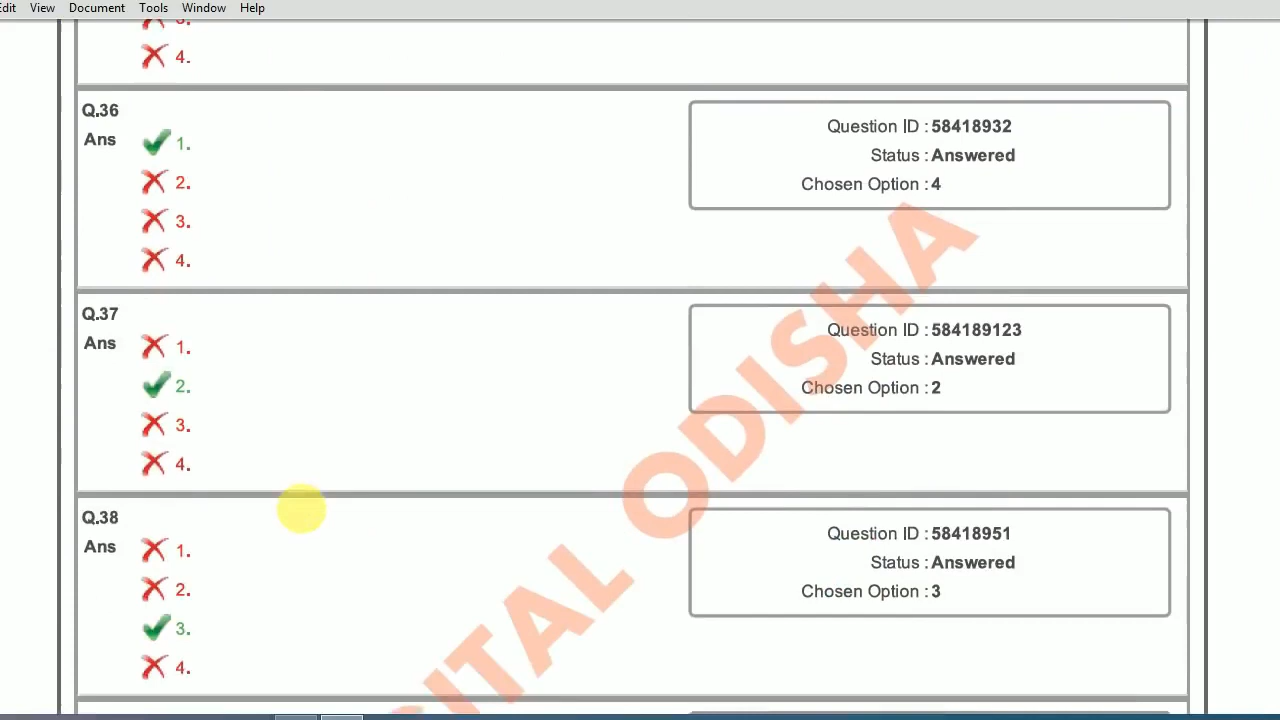 Edit View Document Tools Window Help
4.
Q.36
Ans
1.
2.
3.
4.
Question ID : 58418932
Status : Answered
Chosen Option : 4
Q.37
Ans
1.
2.
3.
4.
Question ID : 584189123
Status : Answered
Chosen Option : 2
Q.38
Ans
1.
2.
3.
4.
Question ID : 58418951
Status : Answered
Chosen Option : 3
ITAL ODISHA